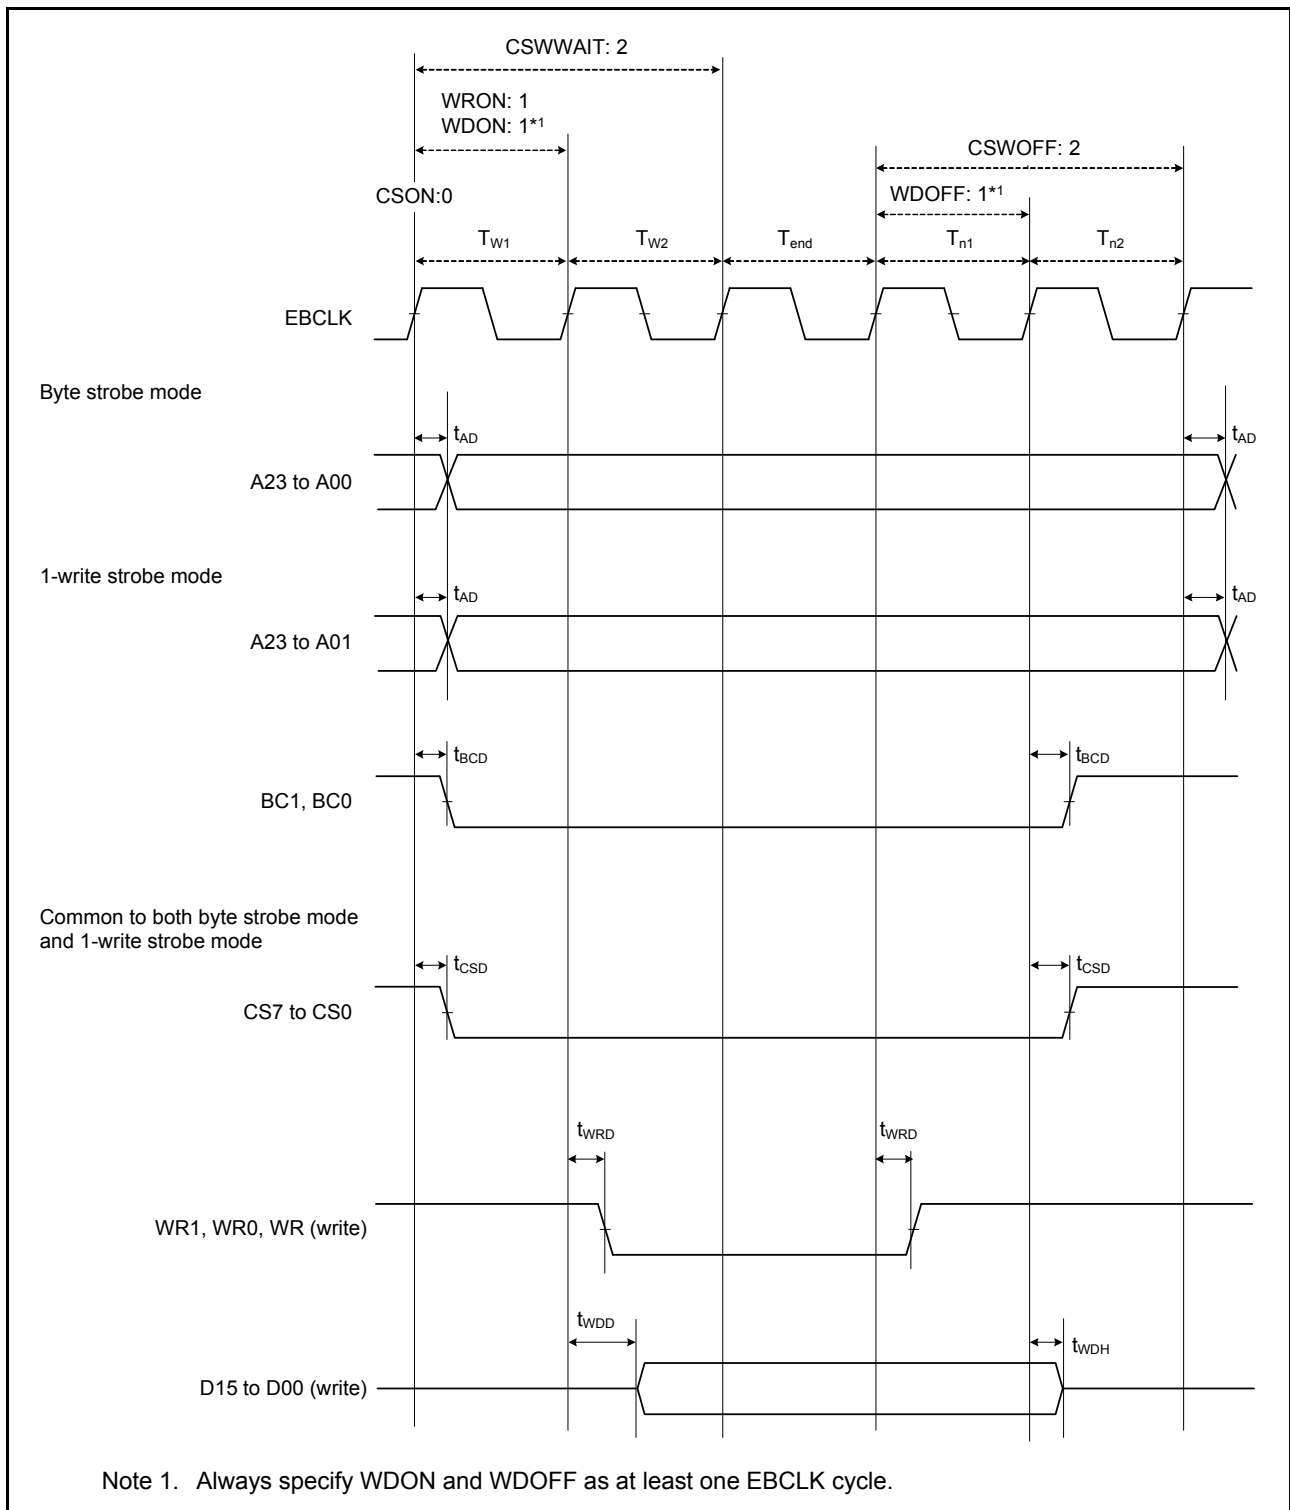 CSWWAIT: 2
WRON: 1
WDON: 1*1
CSWOFF: 2
CSON:0
WDOFF: 1*1
TW1 TW2 Tend Tn1 Tn2
EBCLK
Byte strobe mode
tAD tAD
A23 to A00
1-write strobe mode
tAD tAD
A23 to A01
tBCD tBCD
BC1, BC0
Common to both byte strobe mode
and 1-write strobe mode
tCSD tCSD
CS7 to CS0
tWRD tWRD
WR1, WR0, WR (write)
tWDD tWDH
D15 to D00 (write)
Note 1. Always specify WDON and WDOFF as at least one EBCLK cycle.